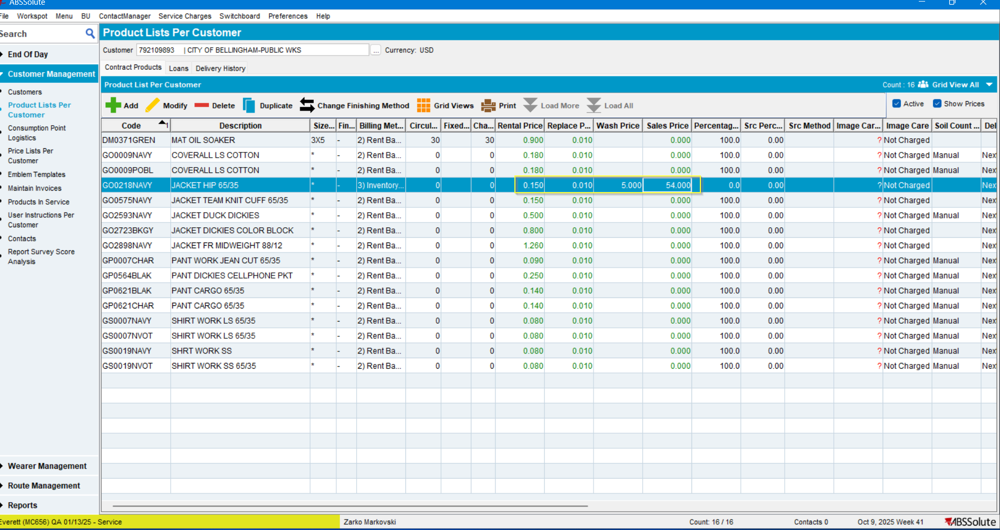 ABSSolute
File Workspot Menu BU ContactManager Service Charges Switchboard Preferences Help
Search
End Of Day
Customer Management
Customers
Product Lists Per
Customer
Consumption Point
Logistics
Price Lists Per
Customer
Emblem Templates
Maintain Invoices
Products In Service
User Instructions Per
Customer
Contacts
Report Survey Score
Analysis
Wearer Management
Route Management
Reports
Product Lists Per Customer
Customer 792109893 | CITY OF BELLINGHAM-PUBLIC WKS ... Currency: USD
Contract Products Loans Delivery History
Product List Per Customer Count : 16 Grid View All
Add Modify Delete Duplicate Change Finishing Method Grid Views Print Load More Load All Active Show Prices
Code 1 Description Size... Fin... Billing Met... Circul... Fixed... Cha... Rental Price Replace P... Wash Price Sales Price Percentag... Src Perc... Src Method Image Car... Image Care Soil Count ... Del
DM0371GREN MAT OIL SOAKER 3X5 - 2) Rent Ba... 30 30 0.900 0.010 0.000 100.0 0.00 ? Not Charged
GO0009NAVY COVERALL LS COTTON * - 2) Rent Ba... 0 0 0.180 0.010 0.000 100.0 0.00 ? Not Charged Manual Nex
GO0009POBL COVERALL LS COTTON * - 2) Rent Ba... 0 0 0.180 0.010 0.000 100.0 0.00 ? Not Charged Manual Nex
GO0218NAVY JACKET HIP 65/35 * - 3) Inventory... 0 0 0.150 0.010 5.000 54.000 0.0 0.00 ? Not Charged Nex
GO0575NAVY JACKET TEAM KNIT CUFF 65/35 * - 2) Rent Ba... 0 0 0.150 0.010 0.000 100.0 0.00 ? Not Charged Nex
GO2593NAVY JACKET DUCK DICKIES * - 2) Rent Ba... 0 0 0.500 0.010 0.000 100.0 0.00 ? Not Charged Manual Nex
GO2723BKGY JACKET DICKIES COLOR BLOCK * - 2) Rent Ba... 0 0 0.800 0.010 0.000 100.0 0.00 ? Not Charged Nex
GO2898NAVY JACKET FR MIDWEIGHT 88/12 * - 2) Rent Ba... 0 0 1.260 0.010 0.000 100.0 0.00 ? Not Charged Nex
GP0007CHAR PANT WORK JEAN CUT 65/35 * - 2) Rent Ba... 0 0 0.090 0.010 0.000 100.0 0.00 ? Not Charged Manual Nex
GP0564BLAK PANT DICKIES CELLPHONE PKT * - 2) Rent Ba... 0 0 0.250 0.010 0.000 100.0 0.00 ? Not Charged Manual Nex
GP0621BLAK PANT CARGO 65/35 * - 2) Rent Ba... 0 0 0.140 0.010 0.000 100.0 0.00 ? Not Charged Manual Nex
GP0621CHAR PANT CARGO 65/35 * - 2) Rent Ba... 0 0 0.140 0.010 0.000 100.0 0.00 ? Not Charged Manual Nex
GS0007NAVY SHIRT WORK LS 65/35 * - 2) Rent Ba... 0 0 0.080 0.010 0.000 100.0 0.00 ? Not Charged Manual Nex
GS0007NVOT SHIRT WORK LS 65/35 * - 2) Rent Ba... 0 0 0.080 0.010 0.000 100.0 0.00 ? Not Charged Manual Nex
GS0019NAVY SHRT WORK SS * - 2) Rent Ba... 0 0 0.080 0.010 0.000 100.0 0.00 ? Not Charged Manual Nex
GS0019NVOT SHIRT WORK SS 65/35 * - 2) Rent Ba... 0 0 0.080 0.010 0.000 100.0 0.00 ? Not Charged Manual Nex
Everett (MC656) QA 01/13/25 - Service Zarko Markovski Count: 16 / 16 Contacts 0 Oct 9, 2025 Week 41 ABSSolute